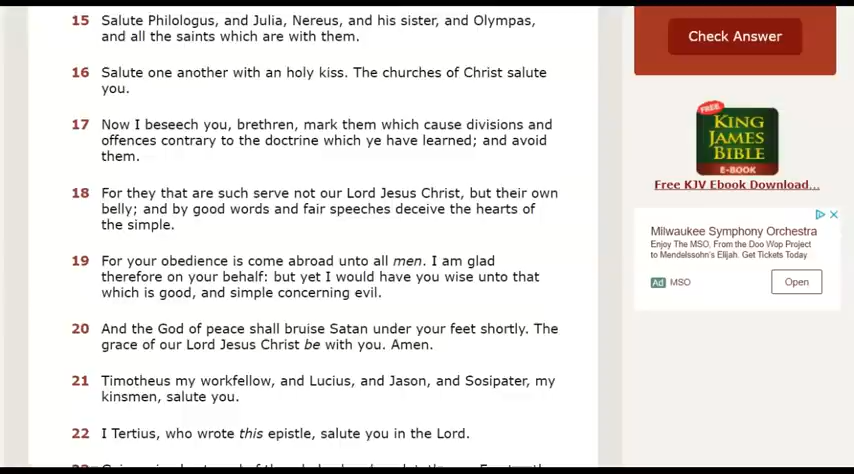 15 Salute Philologus, and Julia, Nereus, and his sister, and Olympas,
and all the saints which are with them.
16 Salute one another with an holy kiss. The churches of Christ salute
you.
17 Now I beseech you, brethren, mark them which cause divisions and
offences contrary to the doctrine which ye have learned; and avoid
them.
18 For they that are such serve not our Lord Jesus Christ, but their own
belly; and by good words and fair speeches deceive the hearts of
the simple.
19 For your obedience is come abroad unto all men. I am glad
therefore on your behalf: but yet I would have you wise unto that
which is good, and simple concerning evil.
20 And the God of peace shall bruise Satan under your feet shortly. The
grace of our Lord Jesus Christ be with you. Amen.
21 Timotheus my workfellow, and Lucius, and Jason, and Sosipater, my
kinsmen, salute you.
22 I Tertius, who wrote this epistle, salute you in the Lord.
Check Answer
FREE
KING
JAMES
BIBLE
E-BOOK
Free KJV Ebook Download...
Milwaukee Symphony Orchestra
Enjoy The MSO, From the Doo Wop Project
to Mendelssohn's Elijah. Get Tickets Today
Ad MSO
Open